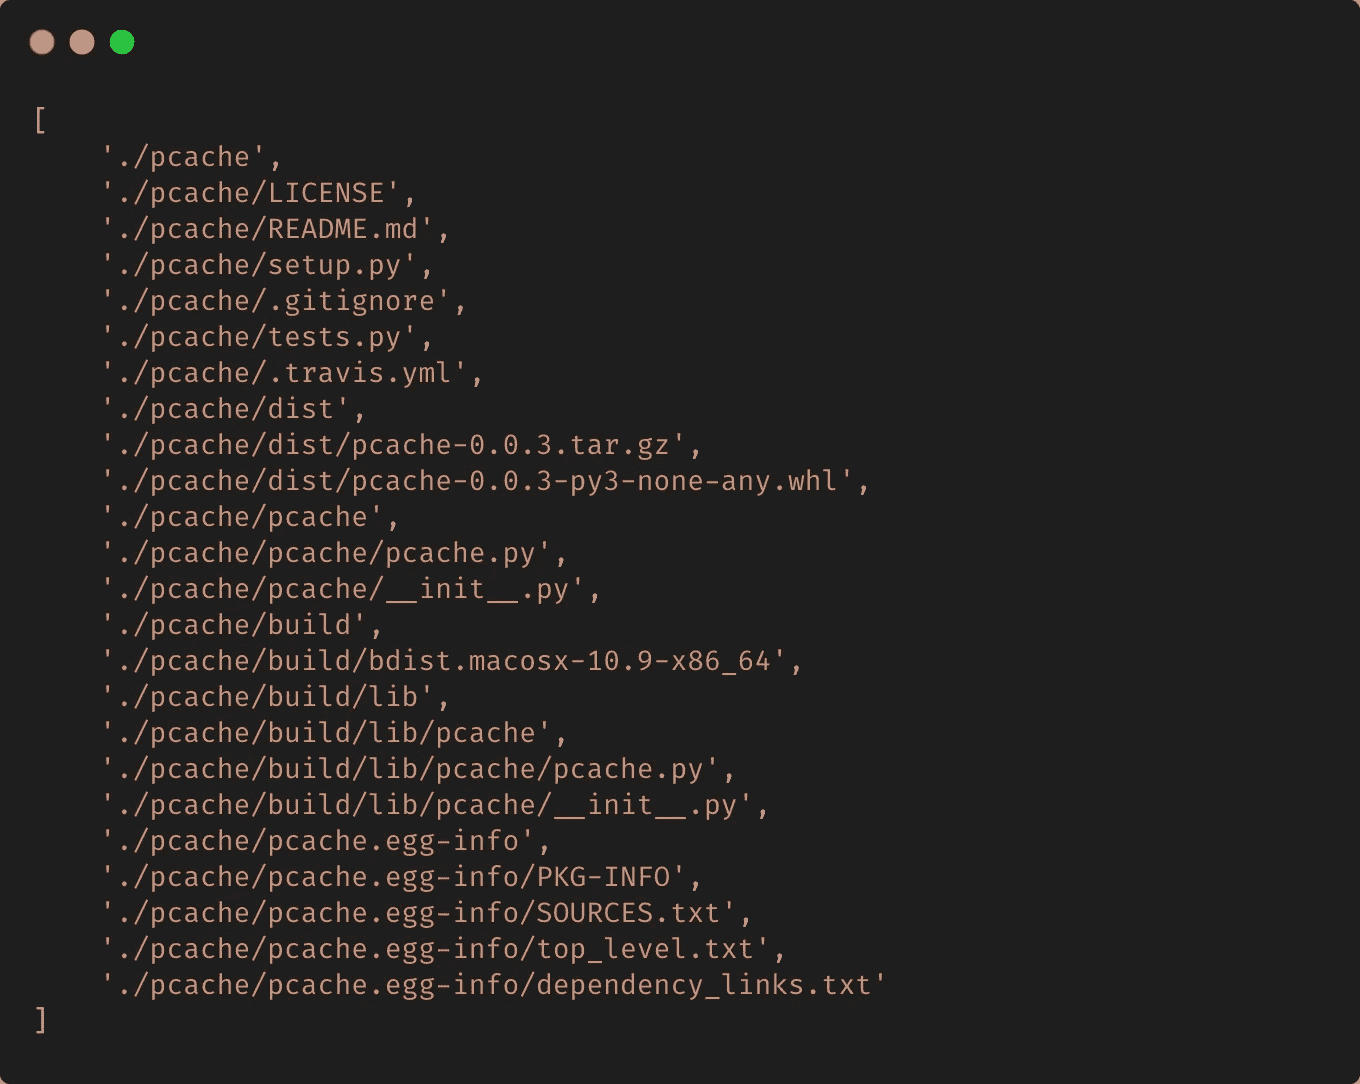 [
    './pcache',
    './pcache/LICENSE',
    './pcache/README.md',
    './pcache/setup.py',
    './pcache/.gitignore',
    './pcache/tests.py',
    './pcache/.travis.yml',
    './pcache/dist',
    './pcache/dist/pcache-0.0.3.tar.gz',
    './pcache/dist/pcache-0.0.3-py3-none-any.whl',
    './pcache/pcache',
    './pcache/pcache/pcache.py',
    './pcache/pcache/__init__.py',
    './pcache/build',
    './pcache/build/bdist.macosx-10.9-x86_64',
    './pcache/build/lib',
    './pcache/build/lib/pcache',
    './pcache/build/lib/pcache/pcache.py',
    './pcache/build/lib/pcache/__init__.py',
    './pcache/pcache.egg-info',
    './pcache/pcache.egg-info/PKG-INFO',
    './pcache/pcache.egg-info/SOURCES.txt',
    './pcache/pcache.egg-info/top_level.txt',
    './pcache/pcache.egg-info/dependency_links.txt'
]